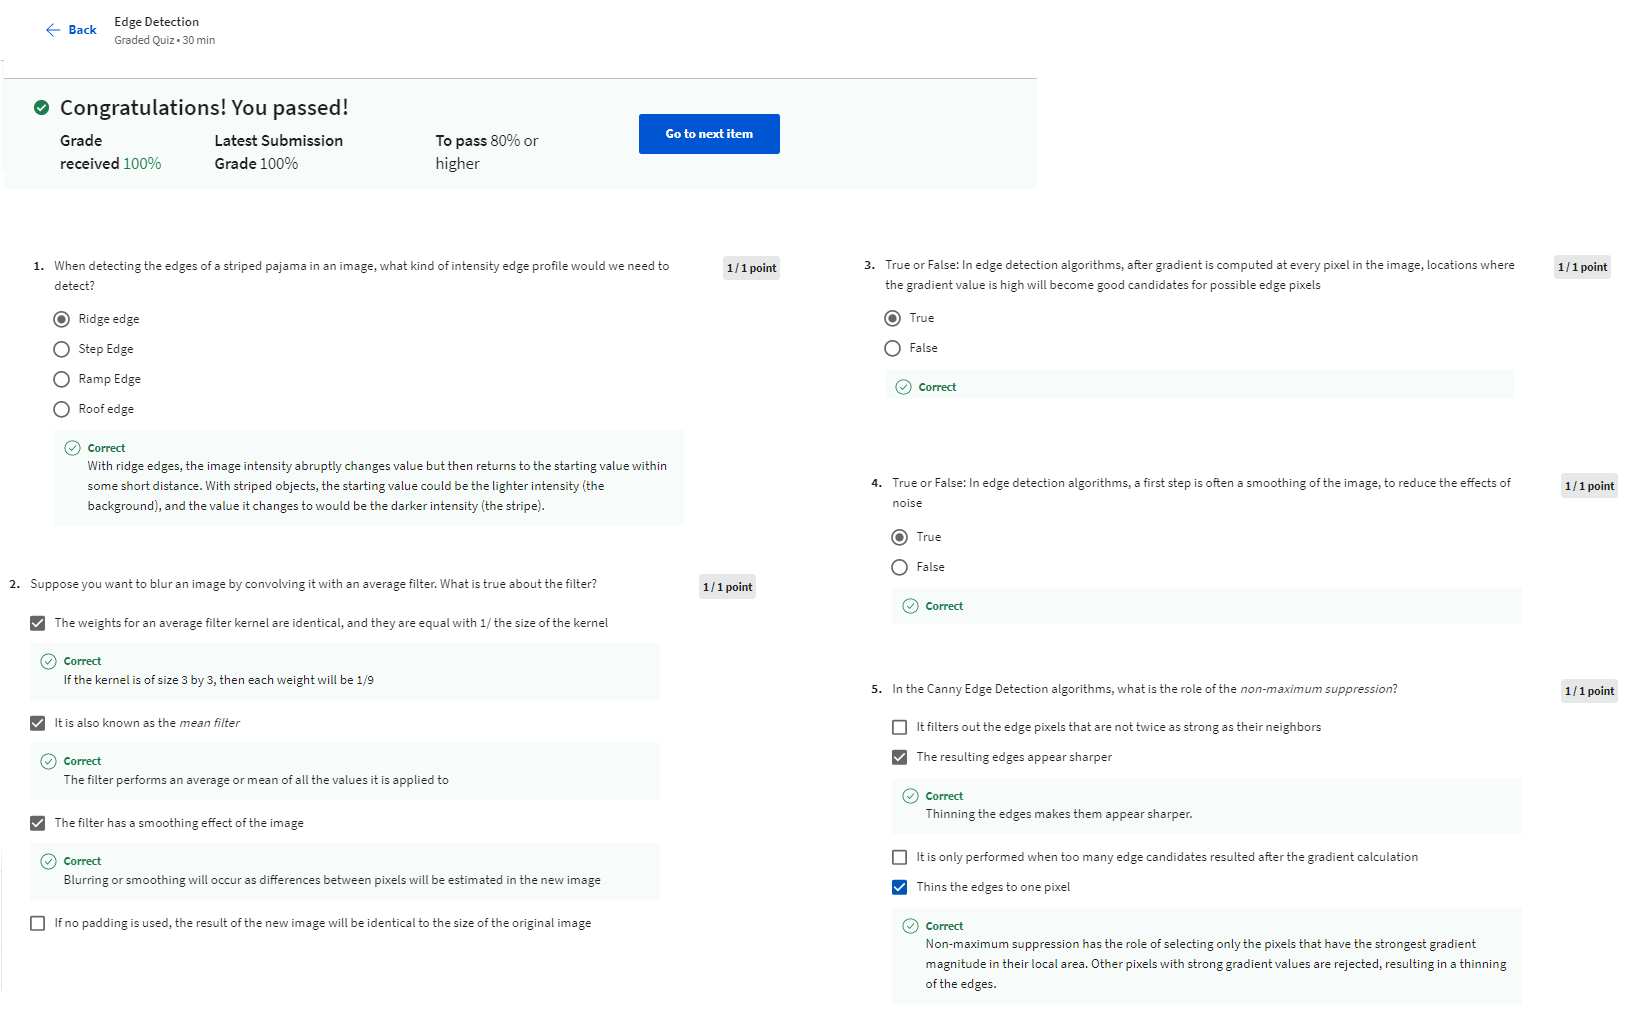 Back
Edge Detection
Graded Quiz • 30 min
Congratulations! You passed!
Grade
received 100%
Latest Submission
Grade 100%
To pass 80% or
higher
Go to next item
1. When detecting the edges of a striped pajama in an image, what kind of intensity edge profile would we need to
detect?
1 / 1 point
Ridge edge
Step Edge
Ramp Edge
Roof edge
Correct
With ridge edges, the image intensity abruptly changes value but then returns to the starting value within
some short distance. With striped objects, the starting value could be the lighter intensity (the
background), and the value it changes to would be the darker intensity (the stripe).
2. Suppose you want to blur an image by convolving it with an average filter. What is true about the filter?
1 / 1 point
The weights for an average filter kernel are identical, and they are equal with 1/ the size of the kernel
Correct
If the kernel is of size 3 by 3, then each weight will be 1/9
It is also known as the mean filter
Correct
The filter performs an average or mean of all the values it is applied to
The filter has a smoothing effect of the image
Correct
Blurring or smoothing will occur as differences between pixels will be estimated in the new image
If no padding is used, the result of the new image will be identical to the size of the original image
3. True or False: In edge detection algorithms, after gradient is computed at every pixel in the image, locations where
the gradient value is high will become good candidates for possible edge pixels
1 / 1 point
True
False
Correct
4. True or False: In edge detection algorithms, a first step is often a smoothing of the image, to reduce the effects of
noise
1 / 1 point
True
False
Correct
5. In the Canny Edge Detection algorithms, what is the role of the non-maximum suppression?
1 / 1 point
It filters out the edge pixels that are not twice as strong as their neighbors
The resulting edges appear sharper
Correct
Thinning the edges makes them appear sharper.
It is only performed when too many edge candidates resulted after the gradient calculation
Thins the edges to one pixel
Correct
Non-maximum suppression has the role of selecting only the pixels that have the strongest gradient
magnitude in their local area. Other pixels with strong gradient values are rejected, resulting in a thinning
of the edges.